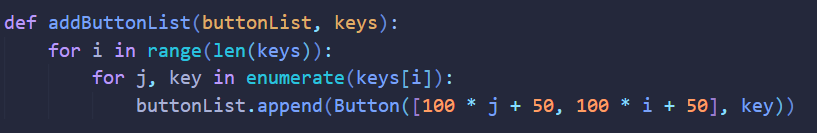 def addButtonList(buttonList, keys):
    for i in range(len(keys)):
        for j, key in enumerate(keys[i]):
            buttonList.append(Button([100 * j + 50, 100 * i + 50], key))